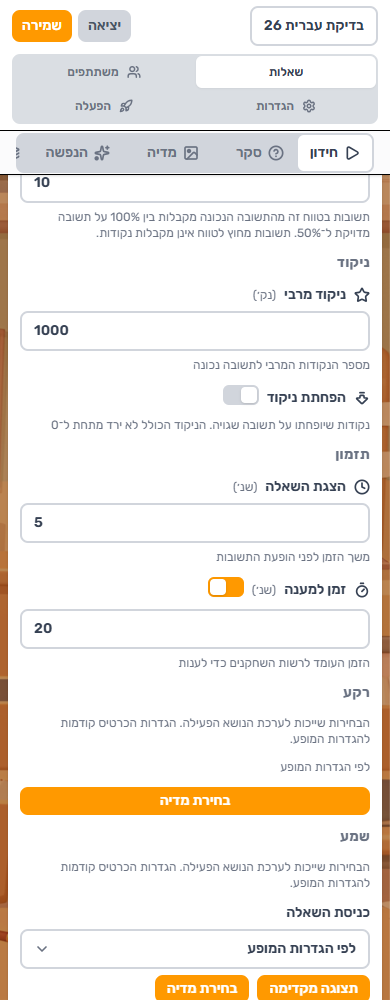 בדיקת עברית 26
יציאה
שמירה
שאלות
משתתפים
הגדרות
הפעלה
חידון
סקר
מדיה
הנפשה
10
תשובות בטווח זה מהתשובה הנכונה מקבלות בין 100% על תשובה
מדויקת ל־50%. תשובות מחוץ לטווח אינן מקבלות נקודות.
ניקוד
ניקוד מרבי (נק׳)
1000
מספר הנקודות המרבי לתשובה נכונה
הפחתת ניקוד
נקודות שיופחתו על תשובה שגויה. הניקוד הכולל לא ירד מתחת ל־0
תזמון
הצגת השאלה (שנ׳)
5
משך הזמן לפני הופעת התשובות
זמן למענה (שנ׳)
20
הזמן העומד לרשות השחקנים כדי לענות
רקע
הבחירות שייכות לערכת הנושא הפעילה. הגדרות הכרטיס קודמות
להגדרות המופע.
לפי הגדרות המופע
בחירת מדיה
שמע
הבחירות שייכות לערכת הנושא הפעילה. הגדרות הכרטיס קודמות
להגדרות המופע.
כניסת השאלה
לפי הגדרות המופע
תצוגה מקדימה
בחירת מדיה